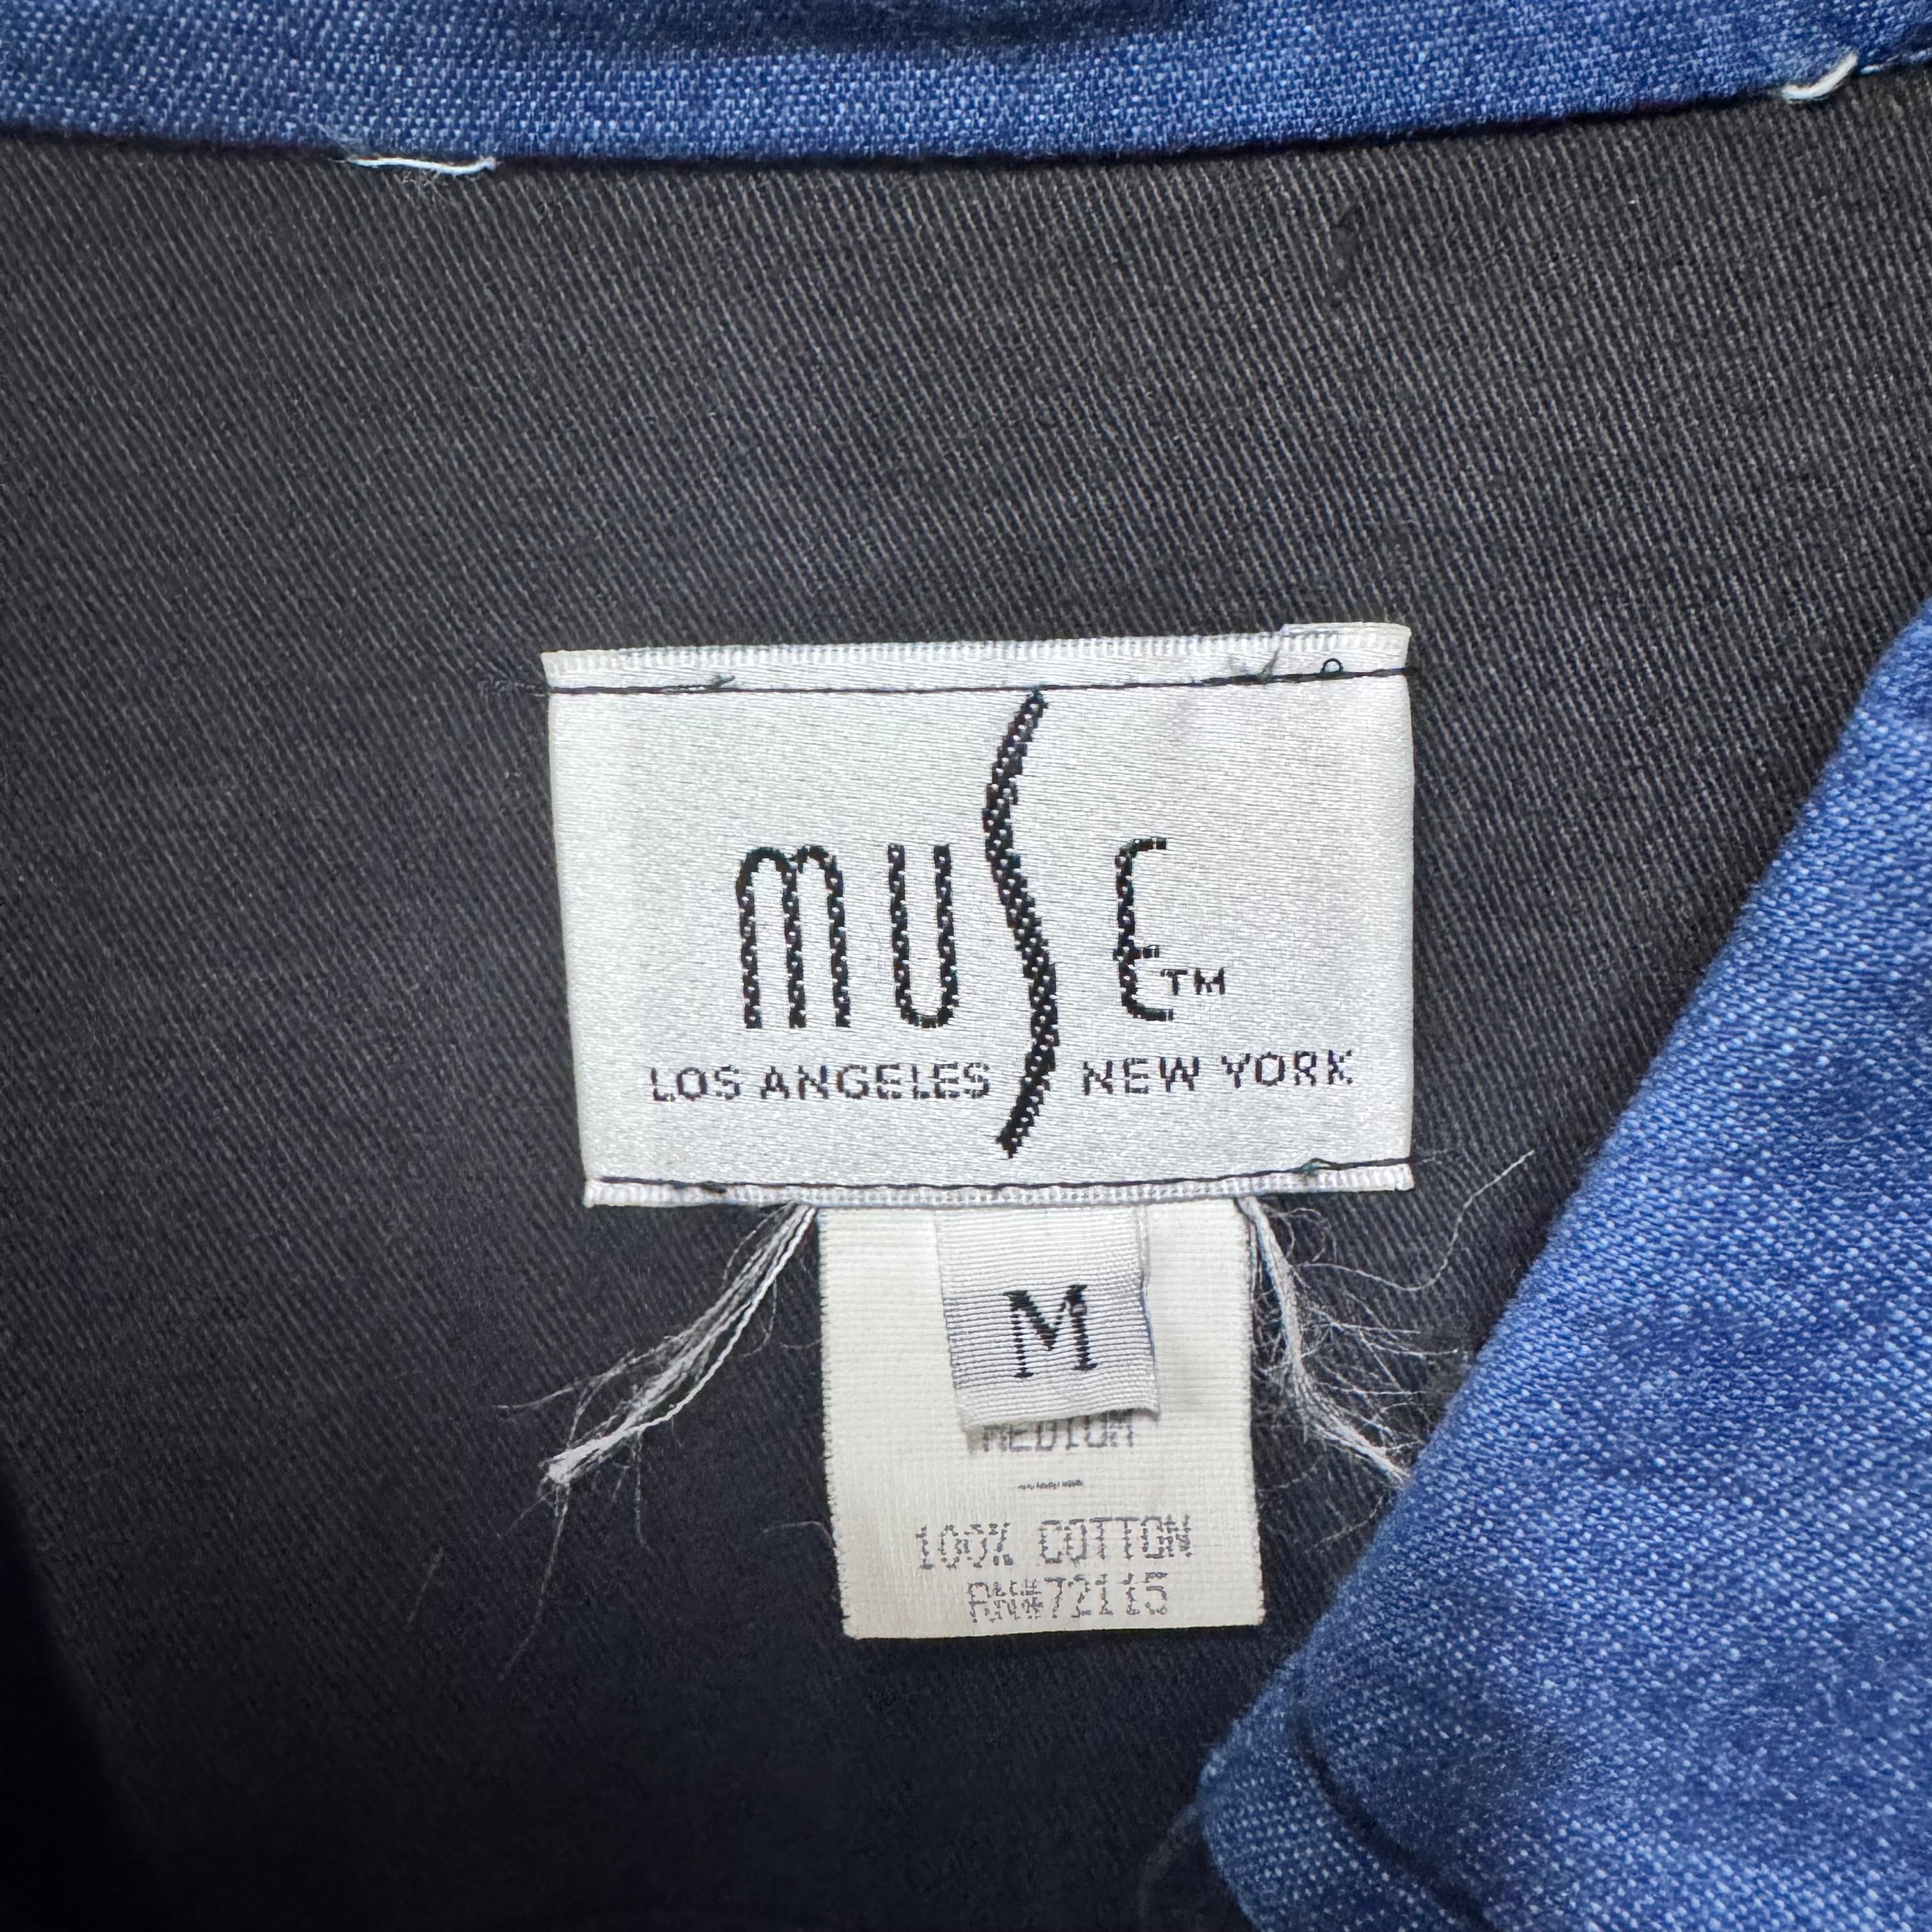 MUSE™
LOS ANGELES NEW YORK
M
MEDIUM
100% COTTON
RN#72115